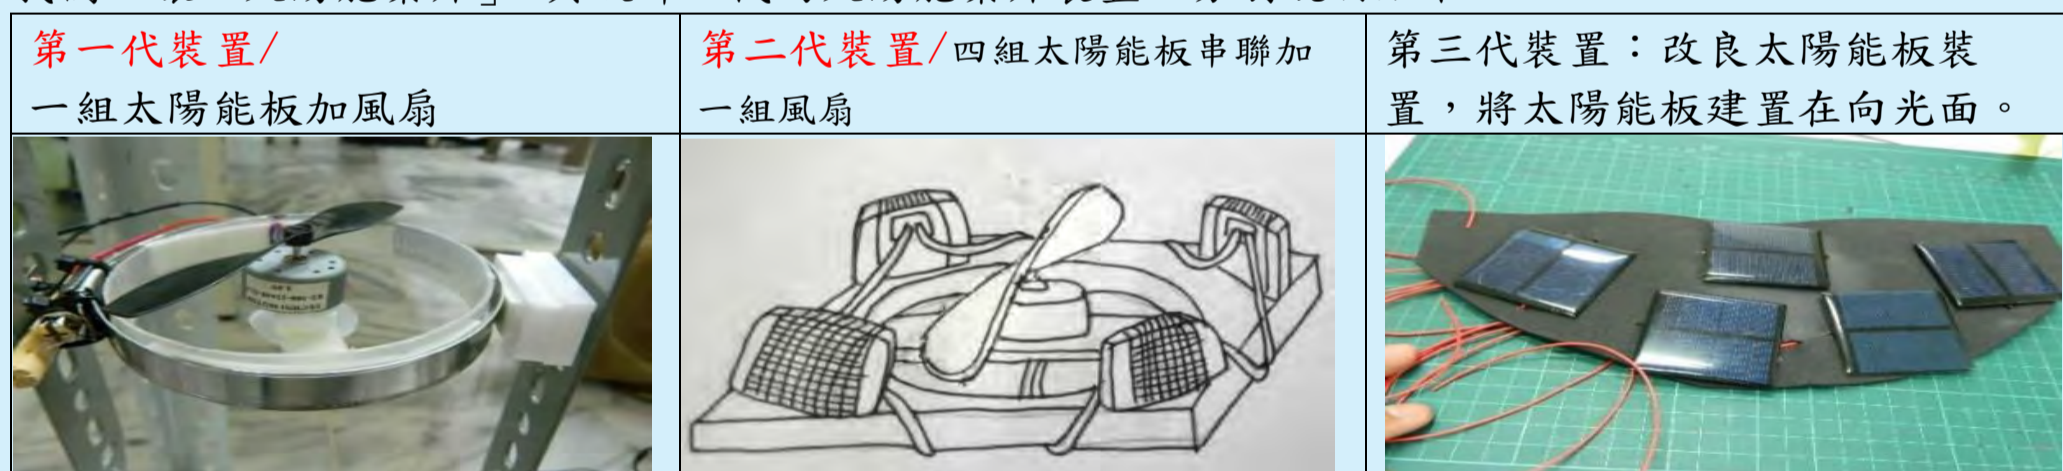 第一代裝置/
一組太陽能板加風扇
第二代裝置/四組太陽能板串聯加
一組風扇
第三代裝置：改良太陽能板裝
置，將太陽能板建置在向光面。